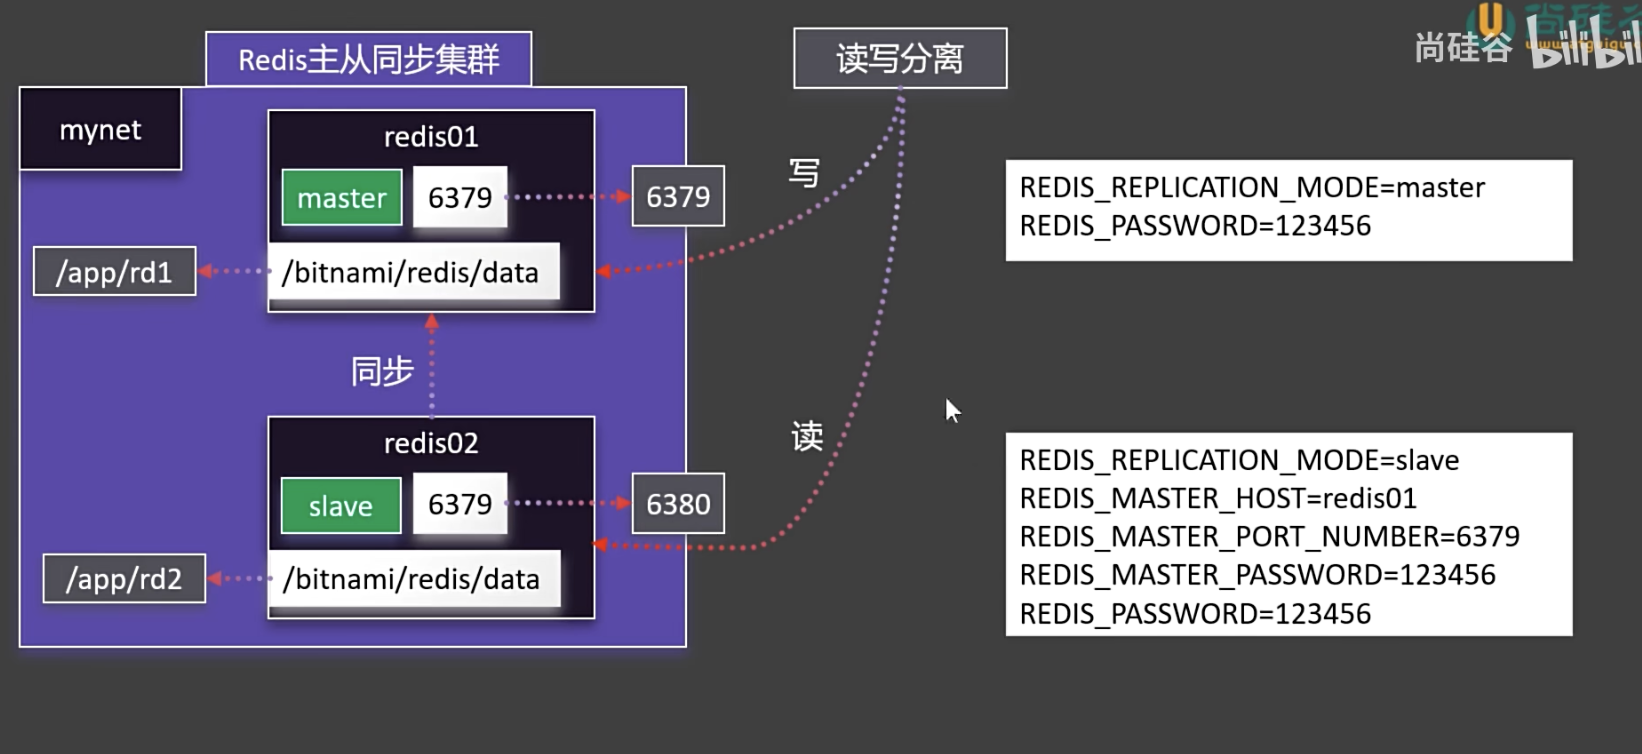 Redis主从同步集群
读写分离
尚硅谷
bilibili
mynet
redis01
master
6379
6379
/app/rd1
/bitnami/redis/data
同步
redis02
slave
6379
6380
/app/rd2
/bitnami/redis/data
写
读
REDIS_REPLICATION_MODE=master
REDIS_PASSWORD=123456
REDIS_REPLICATION_MODE=slave
REDIS_MASTER_HOST=redis01
REDIS_MASTER_PORT_NUMBER=6379
REDIS_MASTER_PASSWORD=123456
REDIS_PASSWORD=123456